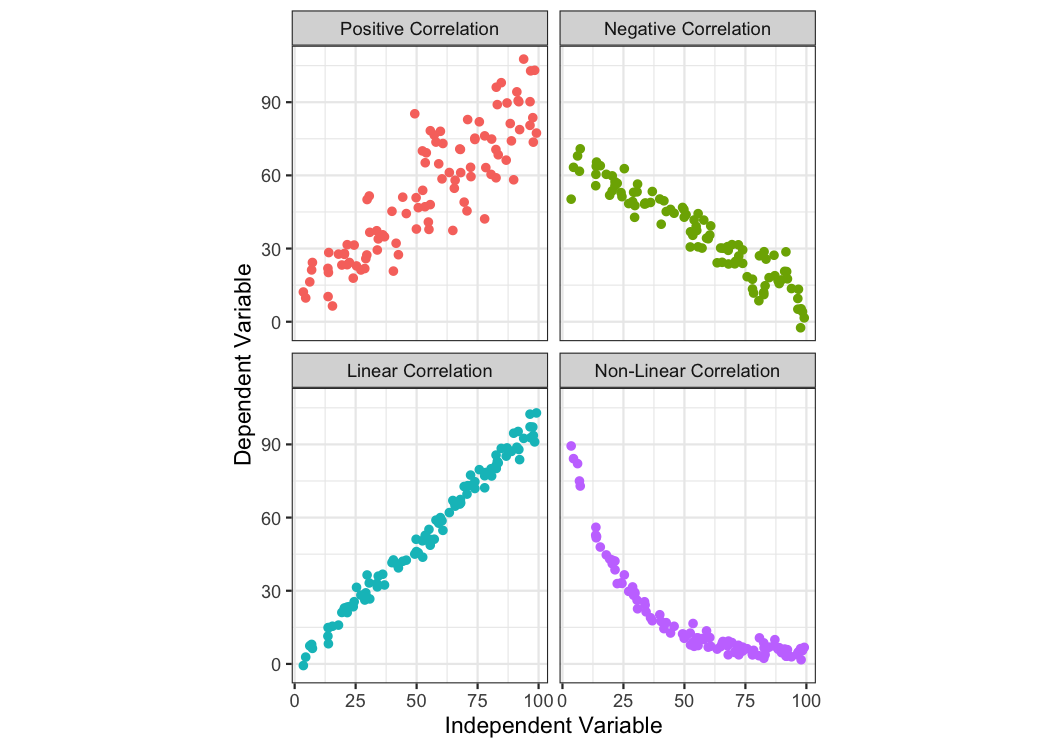 Positive Correlation
Negative Correlation
90
60
30
0
Linear Correlation
Non-Linear Correlation
90
60
30
0
0 25 50 75 100
0 25 50 75 100
Dependent Variable
Independent Variable